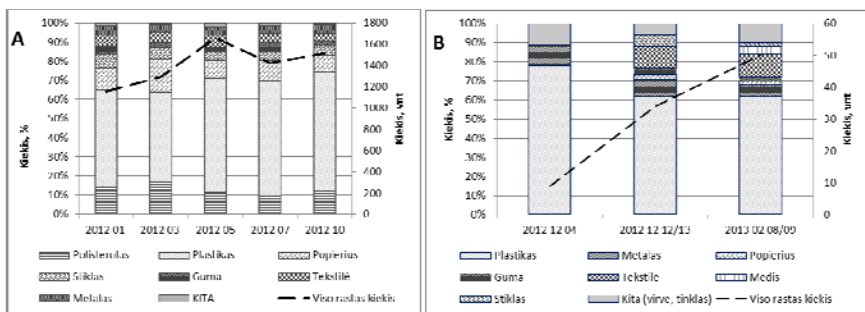 A
100%
90%
80%
70%
60%
50%
40%
30%
20%
10%
0%
Kiekis, %
1800
1600
1400
1200
1000
800
600
400
200
0
Kiekis, vnt
2012 01 2012 03 2012 05 2012 07 2012 10
Polisterolas Plastikas Popierius
Stiklas Guma Tekstilė
Metalas KITA Viso rastas kiekis
B
100%
90%
80%
70%
60%
50%
40%
30%
20%
10%
0%
Kiekis, %
60
50
40
30
20
10
0
Kiekis, vnt
2012 12 04 2012 12 12/13 2013 02 08/09
Plastikas Metalas Popierius
Guma Tekstile Medis
Stiklas Kita (virve, tinklas) Viso rastas kiekis